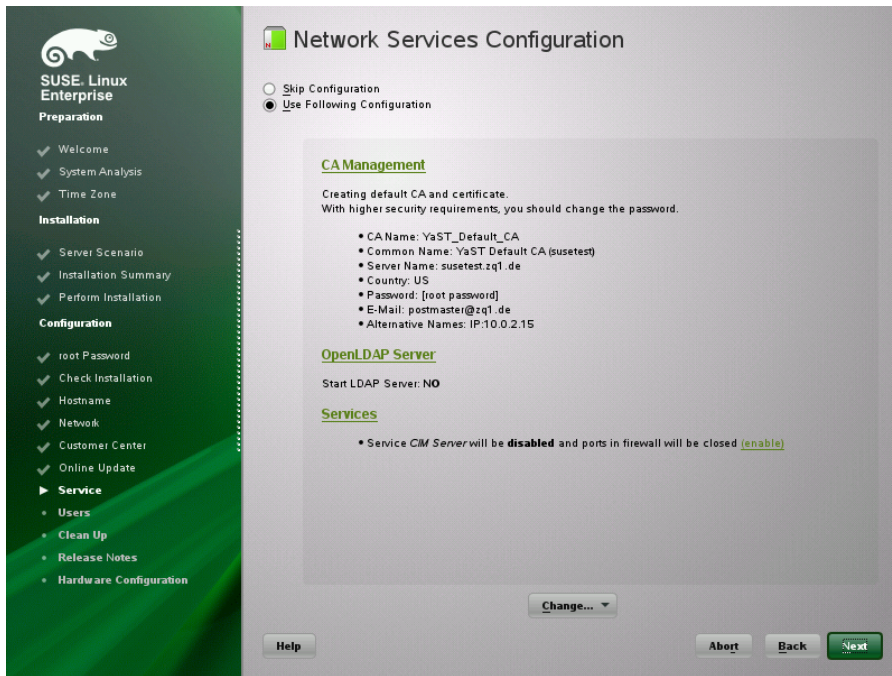 SUSE. Linux
Enterprise
Preparation
Welcome
System Analysis
Time Zone
Installation
Server Scenario
Installation Summary
Perform Installation
Configuration
root Password
Check Installation
Hostname
Network
Customer Center
Online Update
Service
Users
Clean Up
Release Notes
Hardware Configuration
Network Services Configuration
Skip Configuration
Use Following Configuration
CA Management
Creating default CA and certificate.
With higher security requirements, you should change the password.
• CA Name: YaST_Default_CA
• Common Name: YaST Default CA (susetest)
• Server Name: susetest.zq1.de
• Country: US
• Password: [root password]
• E-Mail: postmaster@zq1.de
• Alternative Names: IP:10.0.2.15
OpenLDAP Server
Start LDAP Server: NO
Services
• Service CIM Server will be disabled and ports in firewall will be closed (enable)
Change...
Help
Abort
Back
Next